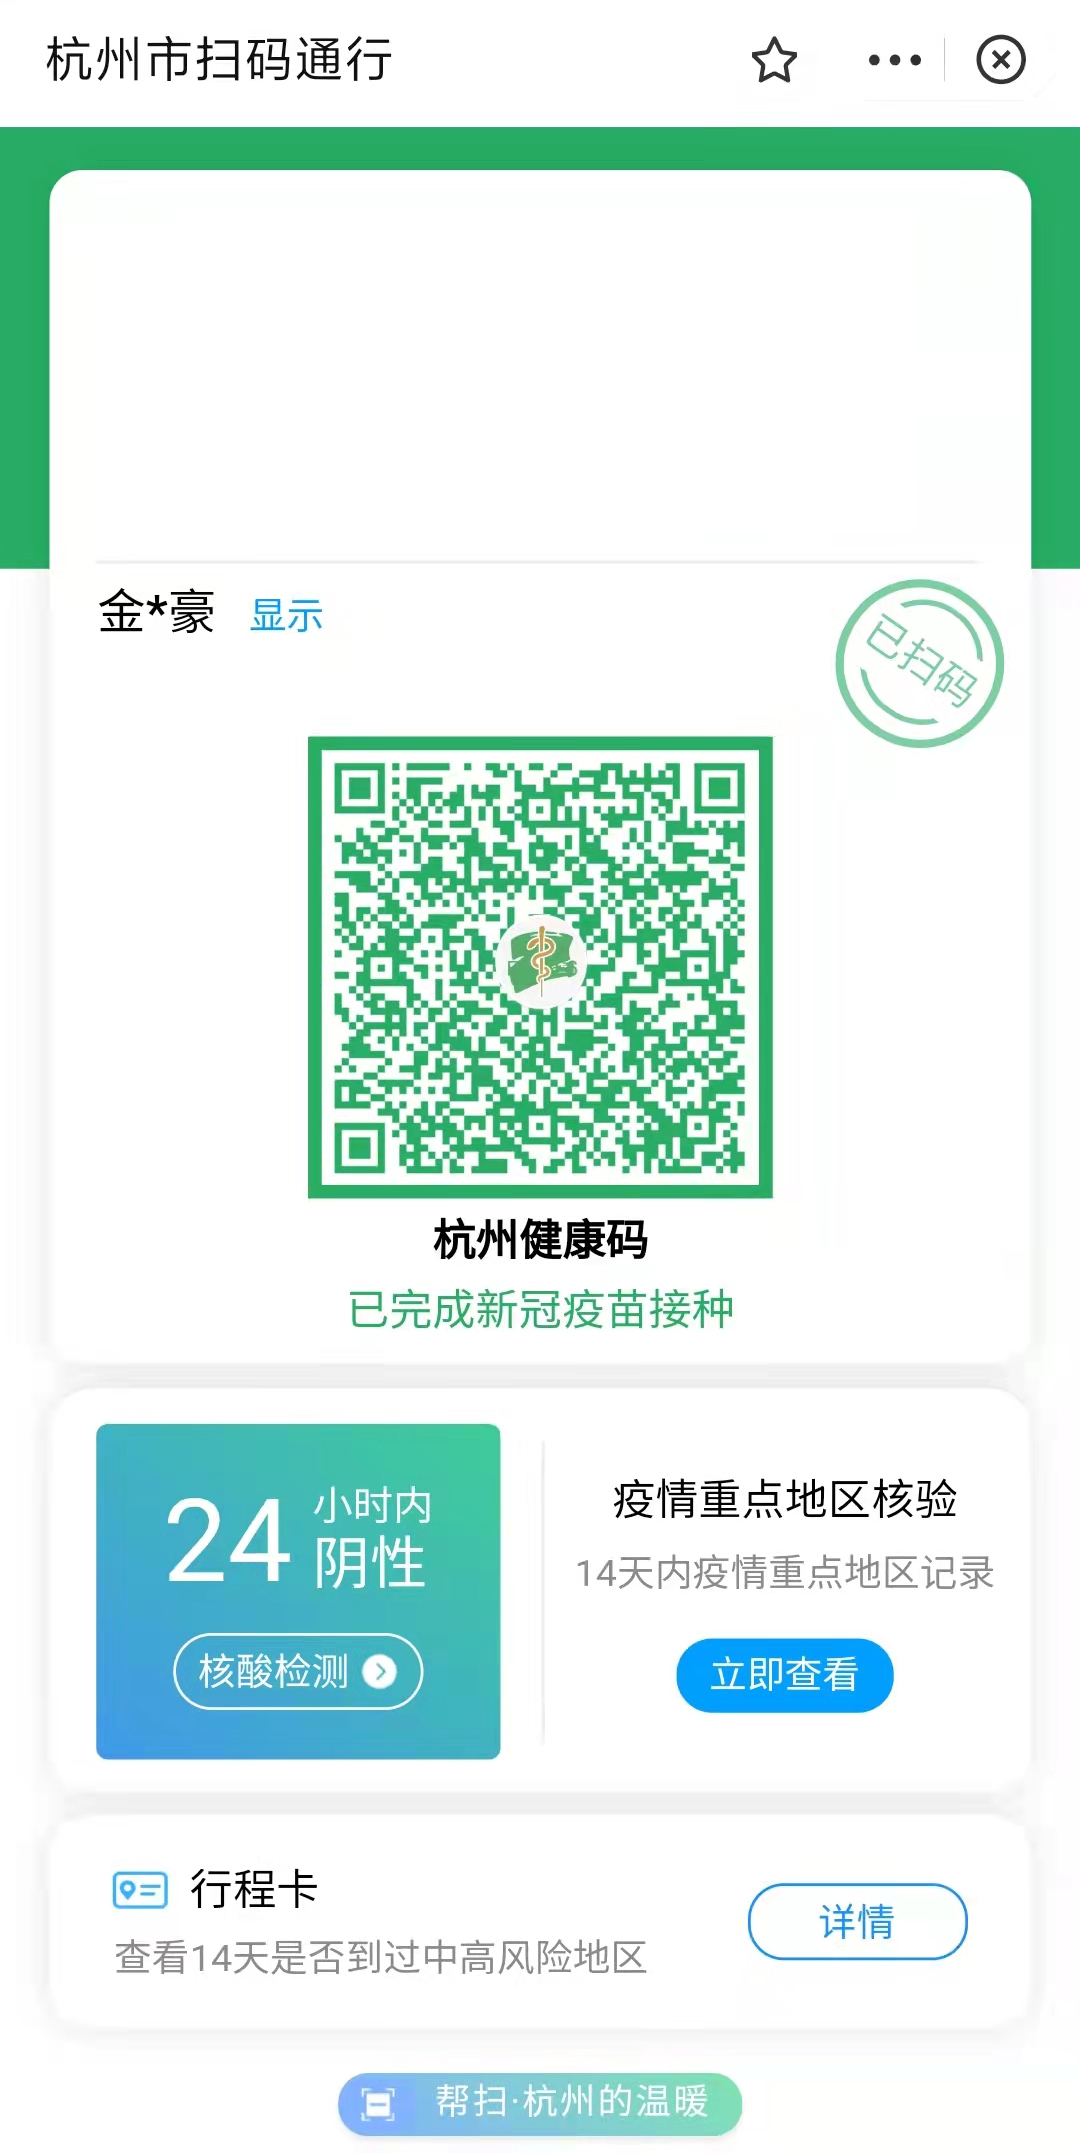 杭州市扫码通行
金*豪 显示
已扫码
杭州健康码
已完成新冠疫苗接种
24 小时内
阴性
核酸检测
疫情重点地区核验
14天内疫情重点地区记录
立即查看
行程卡
查看14天是否到过中高风险地区
详情
帮扫·杭州的温暖